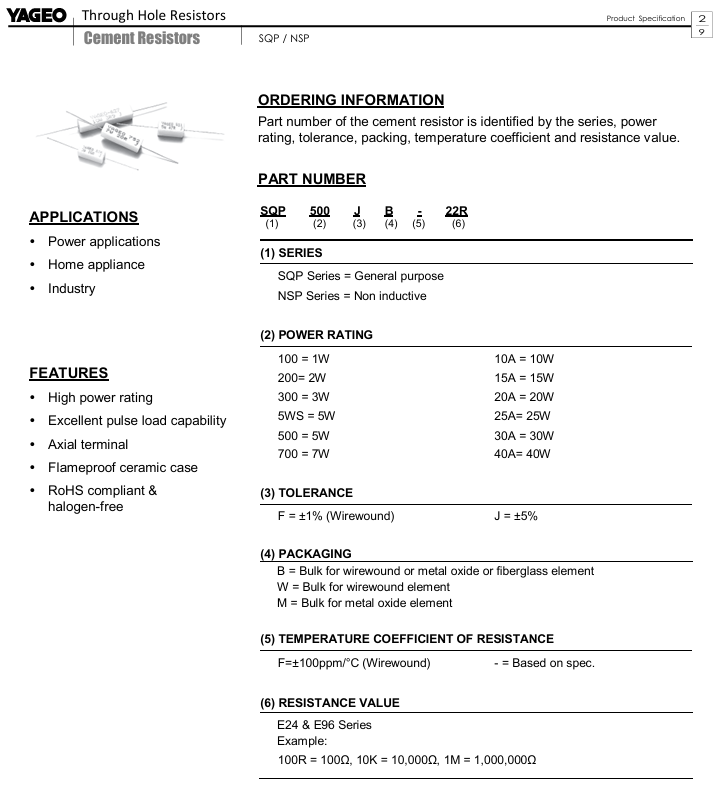 YAGEO
Through Hole Resistors
Product Specification
2
9
Cement Resistors
SQP / NSP
APPLICATIONS
• Power applications
• Home appliance
• Industry
FEATURES
• High power rating
• Excellent pulse load capability
• Axial terminal
• Flameproof ceramic case
• RoHS compliant &
halogen-free
ORDERING INFORMATION
Part number of the cement resistor is identified by the series, power
rating, tolerance, packing, temperature coefficient and resistance value.
PART NUMBER
SQP 500 J B - 22R
(1) (2) (3) (4) (5) (6)
(1) SERIES
SQP Series = General purpose
NSP Series = Non inductive
(2) POWER RATING
100 = 1W 10A = 10W
200= 2W 15A = 15W
300 = 3W 20A = 20W
5WS = 5W 25A= 25W
500 = 5W 30A = 30W
700 = 7W 40A= 40W
(3) TOLERANCE
F = ±1% (Wirewound) J = ±5%
(4) PACKAGING
B = Bulk for wirewound or metal oxide or fiberglass element
W = Bulk for wirewound element
M = Bulk for metal oxide element
(5) TEMPERATURE COEFFICIENT OF RESISTANCE
F=±100ppm/°C (Wirewound) - = Based on spec.
(6) RESISTANCE VALUE
E24 & E96 Series
Example:
100R = 100Ω, 10K = 10,000Ω, 1M = 1,000,000Ω